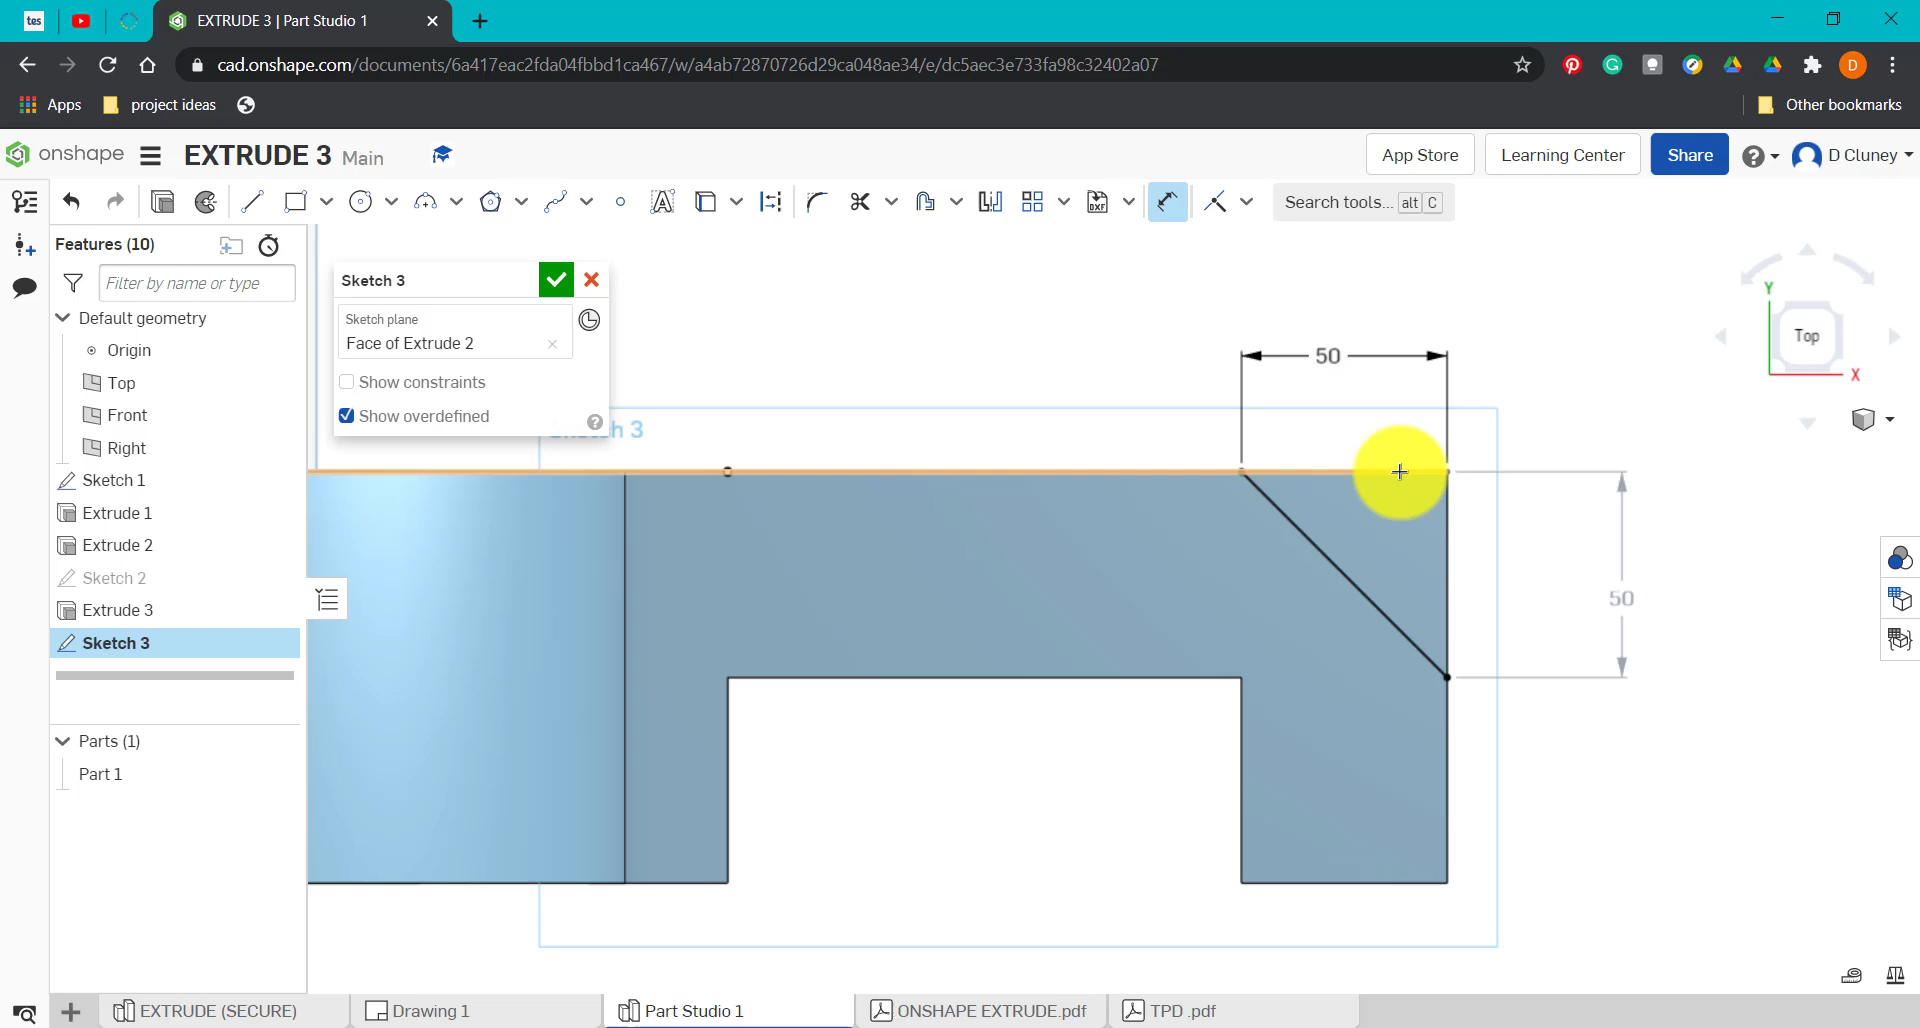 tes
EXTRUDE 3 | Part Studio 1
cad.onshape.com/documents/6a417eac2fda04fbbd1ca467/w/a4ab72870726d29ca048ae34/e/dc5aec3e733fa98c32402a07
D
Apps
project ideas
Other bookmarks
onshape
EXTRUDE 3 Main
App Store
Learning Center
Share
D Cluney
DXF
Search tools... alt C
Features (10)
Filter by name or type
Default geometry
Origin
Top
Front
Right
Sketch 1
Extrude 1
Extrude 2
Sketch 2
Extrude 3
Sketch 3
Parts (1)
Part 1
Sketch 3
Sketch plane
Face of Extrude 2
Show constraints
Show overdefined
Sketch 3
50
50
Y
Top
X
EXTRUDE (SECURE)
Drawing 1
Part Studio 1
ONSHAPE EXTRUDE.pdf
TPD .pdf